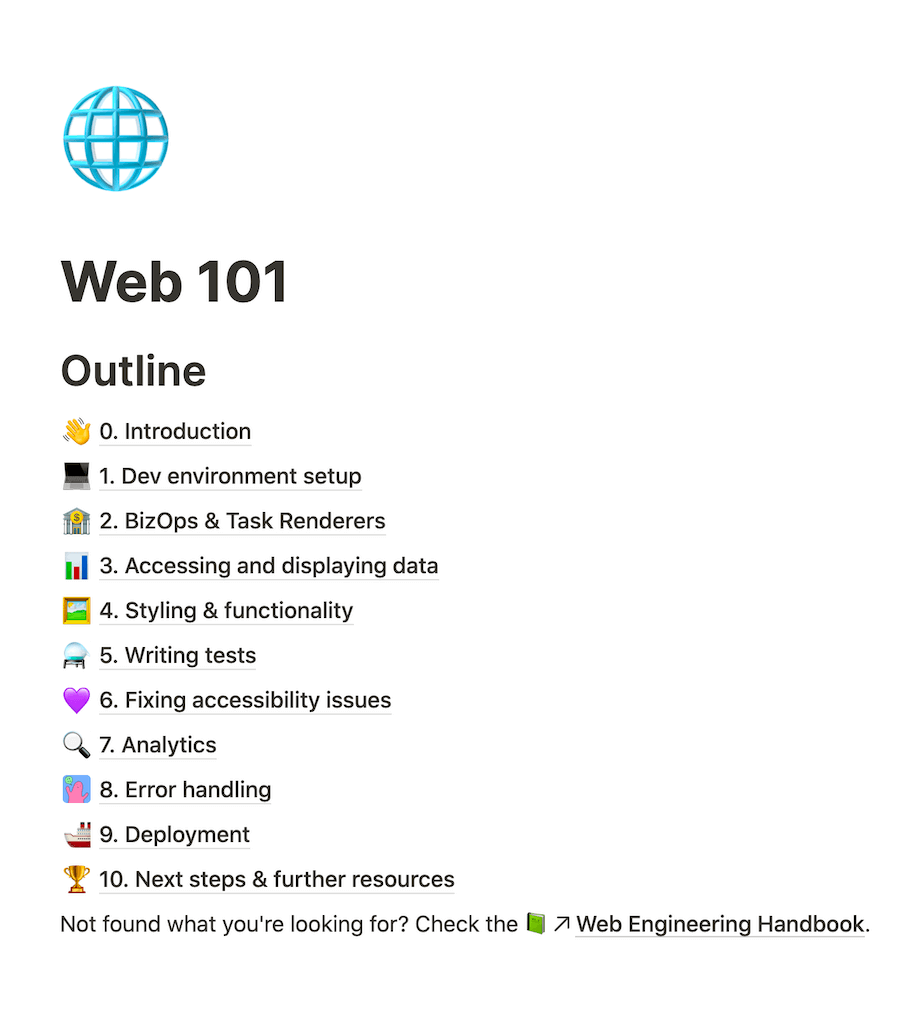 Web 101
Outline
0. Introduction
1. Dev environment setup
2. BizOps & Task Renderers
3. Accessing and displaying data
4. Styling & functionality
5. Writing tests
6. Fixing accessibility issues
7. Analytics
8. Error handling
9. Deployment
10. Next steps & further resources
Not found what you're looking for? Check the 📗 ↗ Web Engineering Handbook.